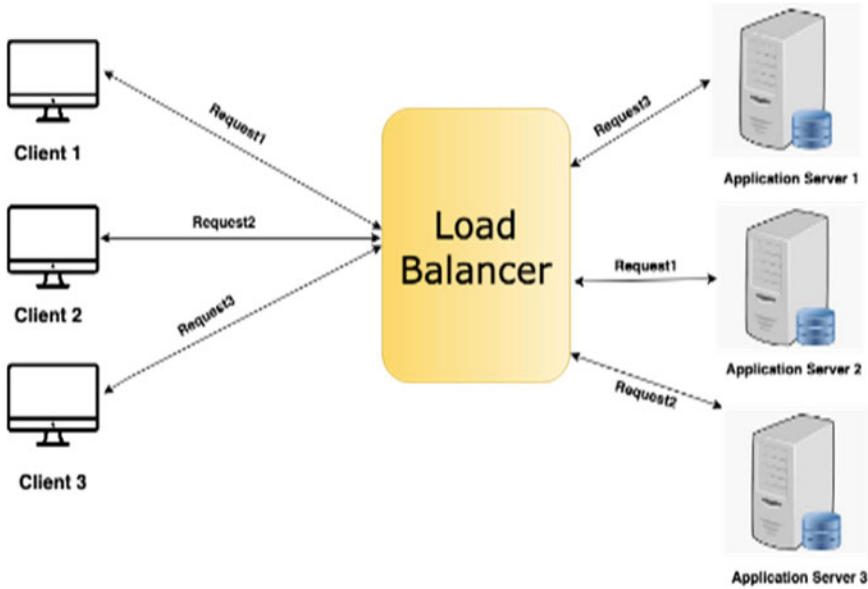 Client 1
Client 2
Client 3
Request1
Request2
Request3
Load
Balancer
Request3
Request1
Request2
Application Server 1
Application Server 2
Application Server 3